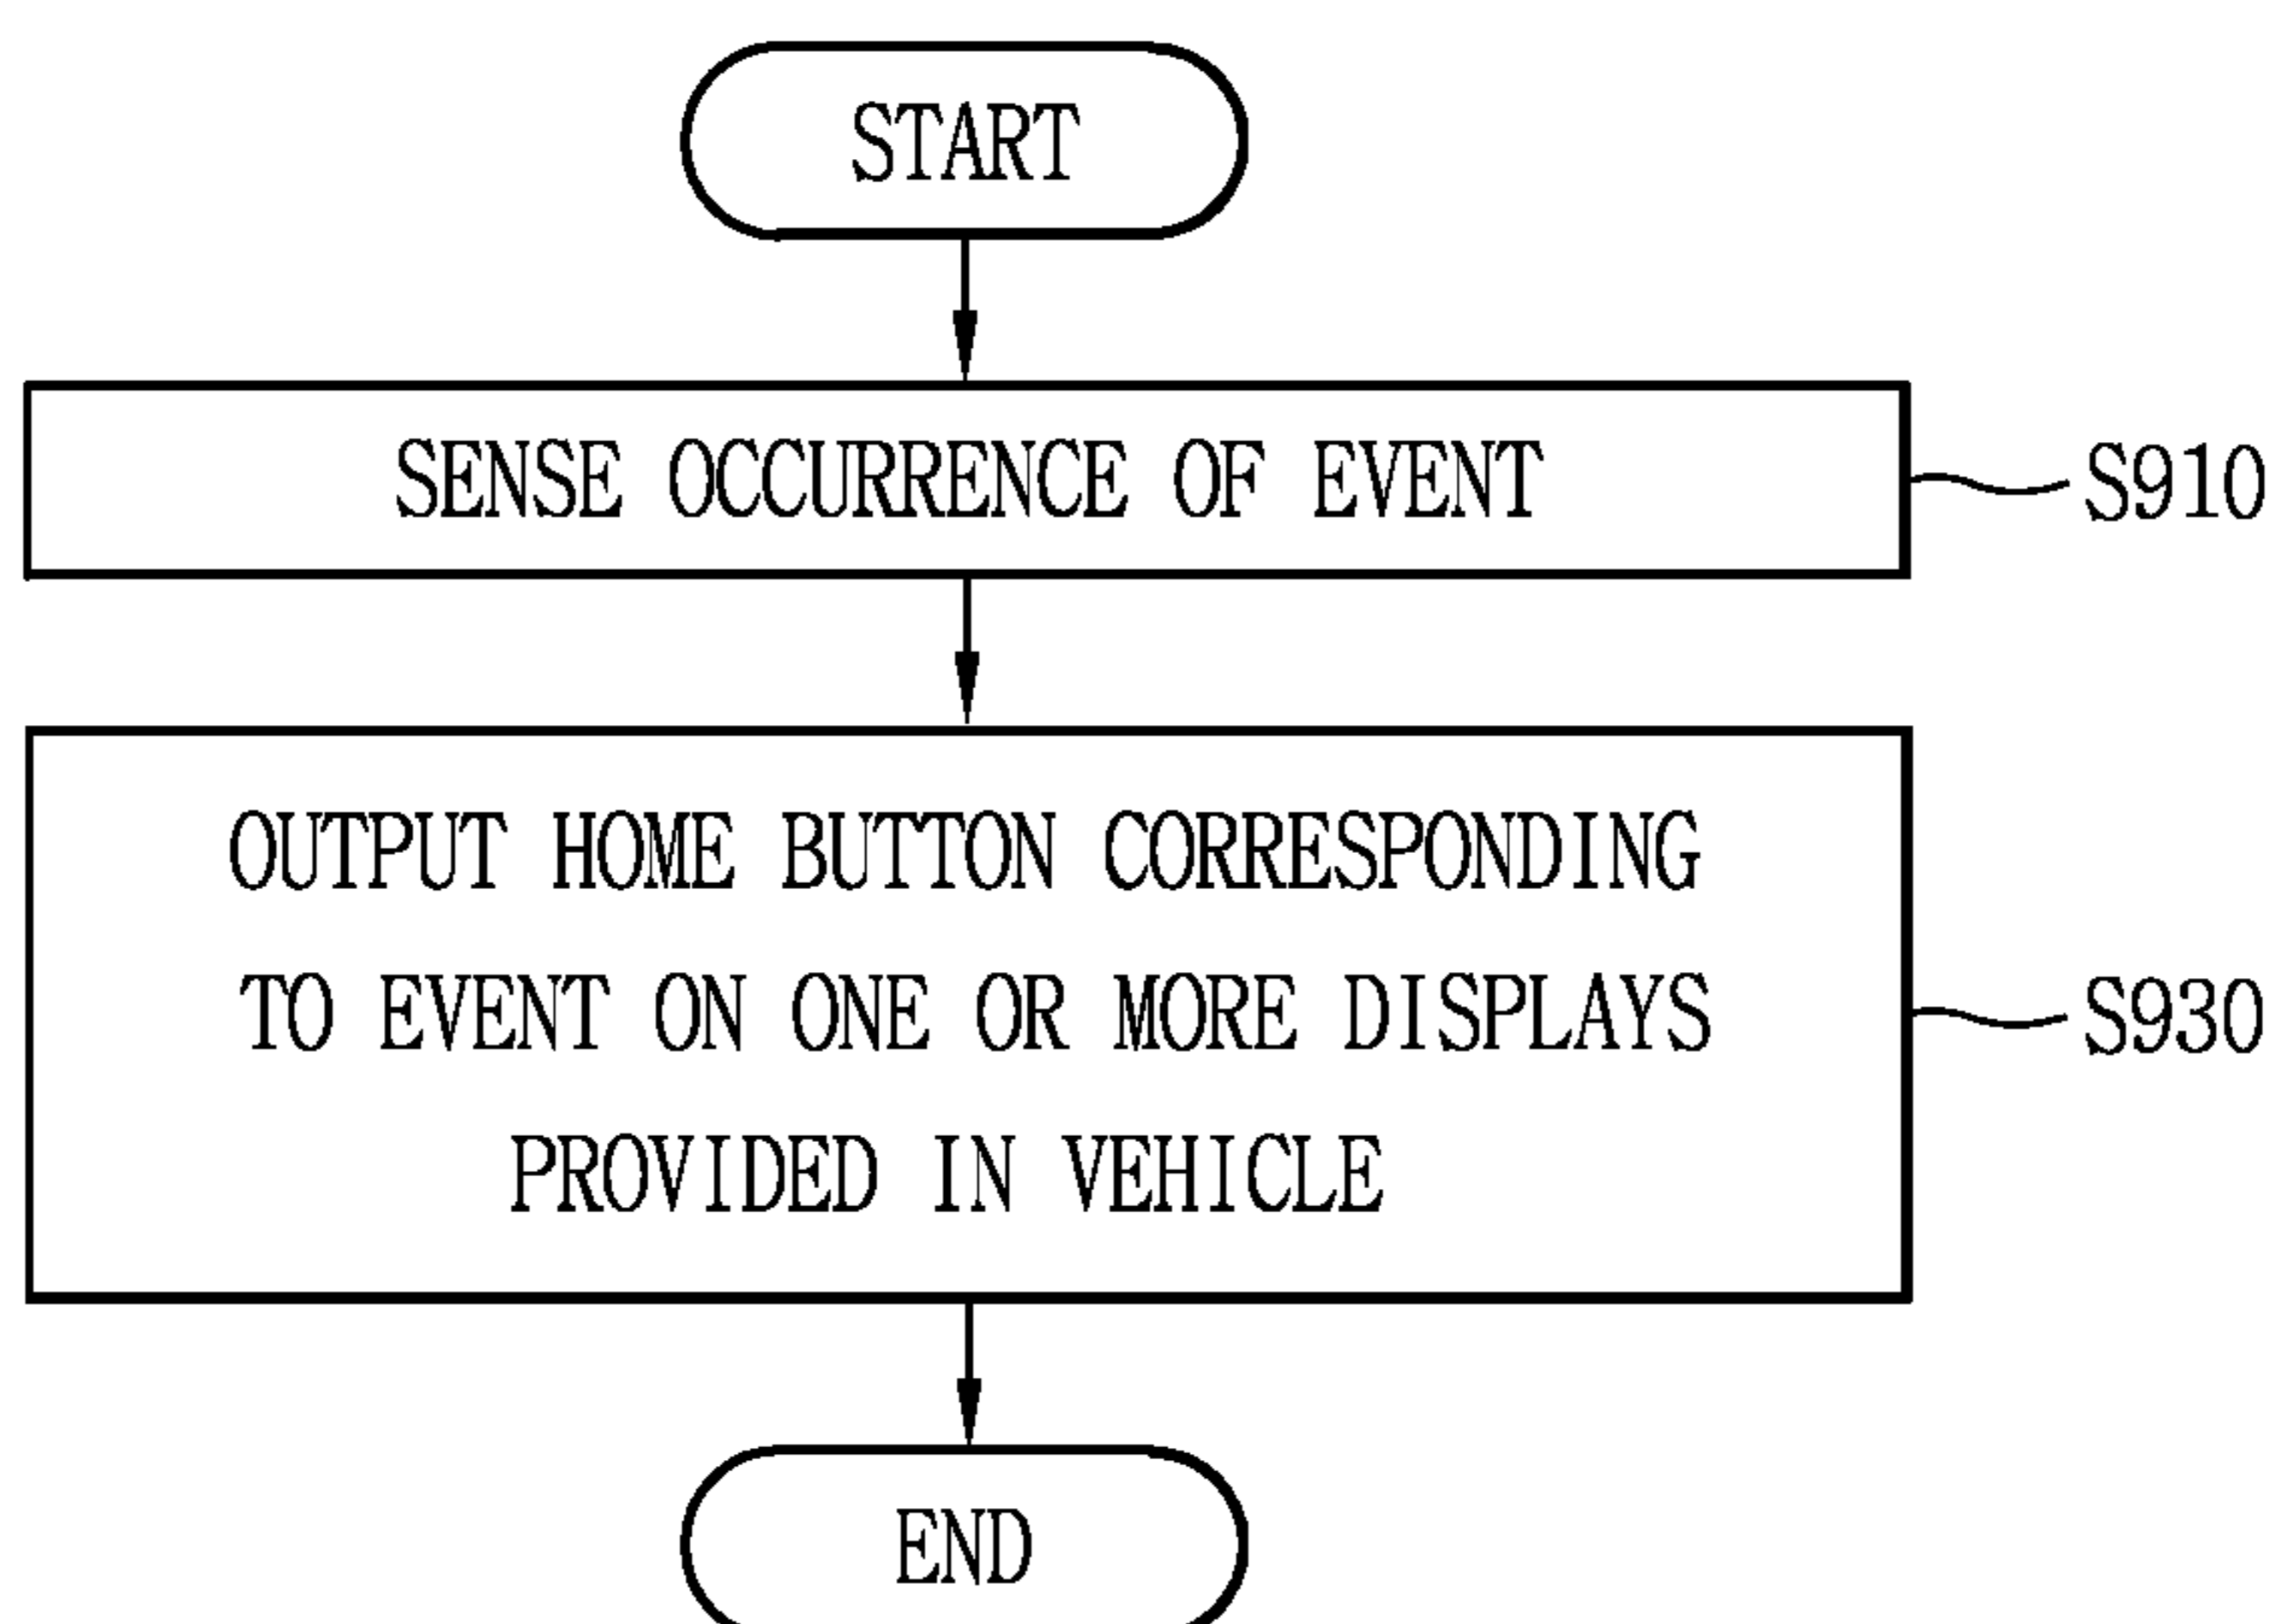 START
SENSE OCCURRENCE OF EVENT
S910
OUTPUT HOME BUTTON CORRESPONDING
TO EVENT ON ONE OR MORE DISPLAYS
PROVIDED IN VEHICLE
S930
END